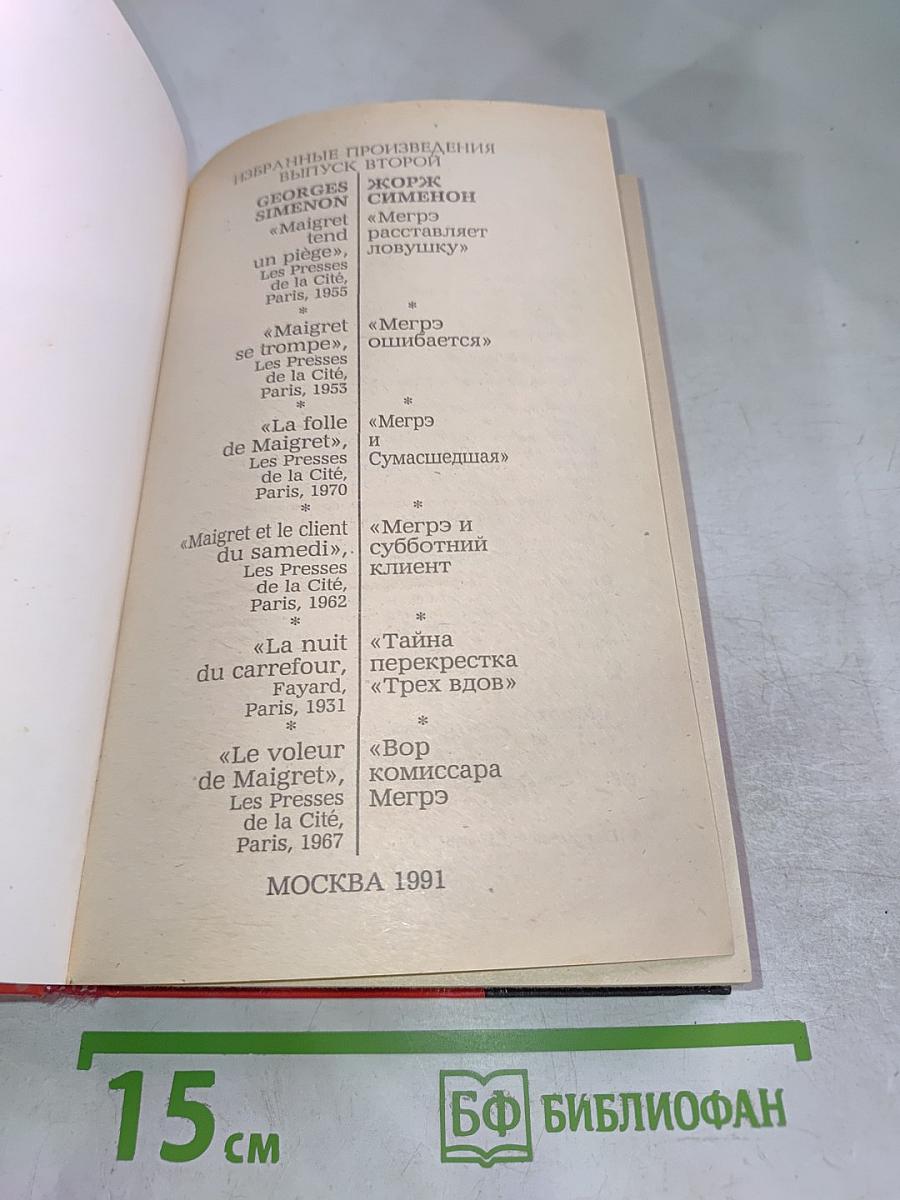 ИЗБРАННЫЕ ПРОИЗВЕДЕНИЯ
ВЫПУСК ВТОРОЙ
GEORGES
SIMENON
«Maigret
tend
un piège»,
Les Presses
de la Cité,
Paris, 1955
*
«Maigret
se trompe»,
Les Presses
de la Cité,
Paris, 1953
*
«La folle
de Maigret»,
Les Presses
de la Cité,
Paris, 1970
*
«Maigret et le client
du samedi»,
Les Presses
de la Cité,
Paris, 1962
*
«La nuit
du carrefour,
Fayard,
Paris, 1931
*
«Le voleur
de Maigret»,
Les Presses
de la Cité,
Paris, 1967
ЖОРЖ
СИМЕНОН
«Мегрэ
расставляет
ловушку»
*
«Мегрэ
ошибается»
*
«Мегрэ
и
Сумасшедшая»
*
«Мегрэ и
субботний
клиент
*
«Тайна
перекрестка
«Трех вдов»
*
«Вор
комиссара
Мегрэ
МОСКВА 1991
15 см
БФ БИБЛИОФАН